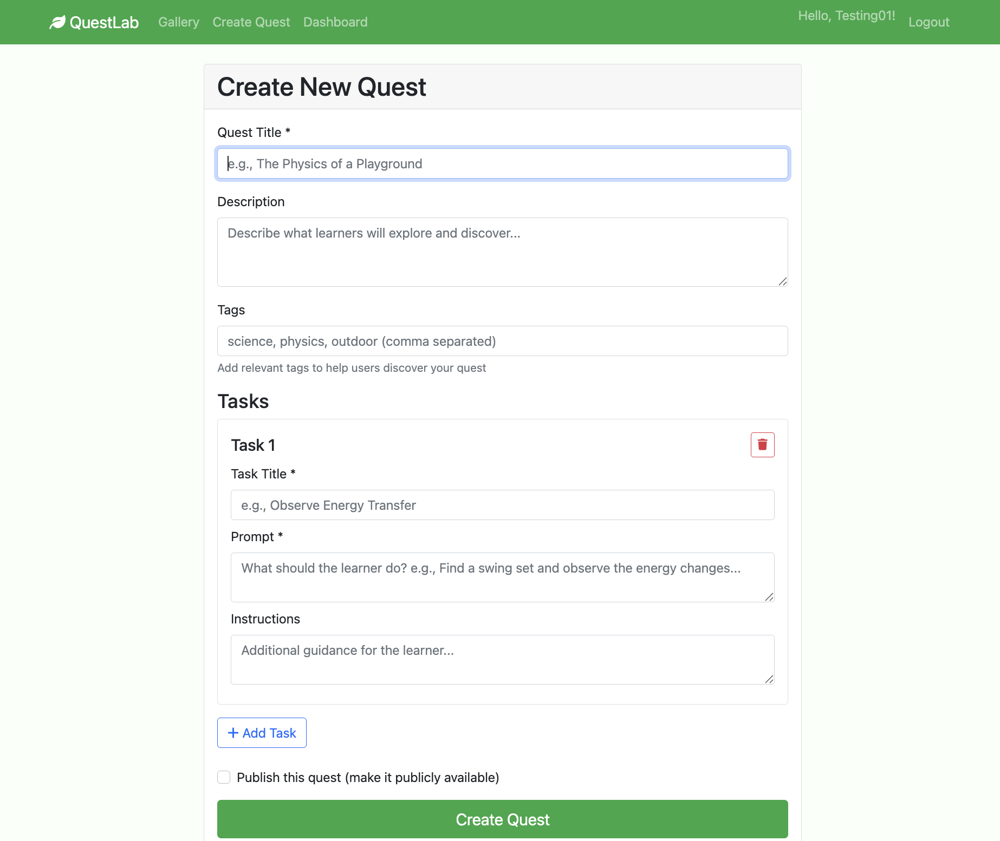 QuestLab Gallery Create Quest Dashboard Hello, Testing01! Logout
Create New Quest
Quest Title *
e.g., The Physics of a Playground
Description
Describe what learners will explore and discover...
Tags
science, physics, outdoor (comma separated)
Add relevant tags to help users discover your quest
Tasks
Task 1
Task Title *
e.g., Observe Energy Transfer
Prompt *
What should the learner do? e.g., Find a swing set and observe the energy changes...
Instructions
Additional guidance for the learner...
+ Add Task
Publish this quest (make it publicly available)
Create Quest